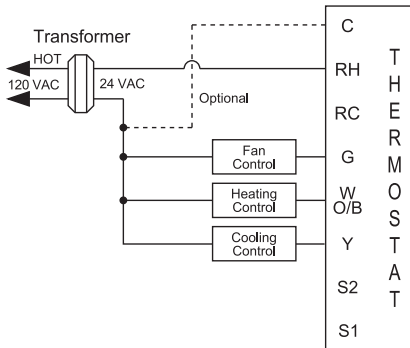 Transformer
HOT
120 VAC
24 VAC
Optional
Fan
Control
Heating
Control
Cooling
Control
C
RH
RC
G
W
O/B
Y
S2
S1
THERMOSTAT